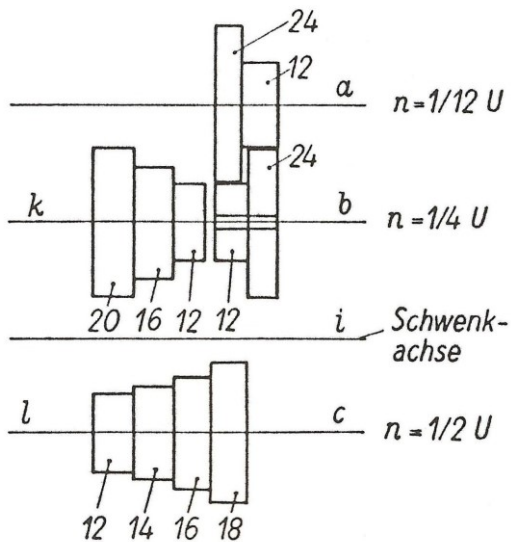 24
12
a n = 1/12 U
24
k b n = 1/4 U
20 16 12 12 i Schwenk-
achse
l c n = 1/2 U
12 14 16 18